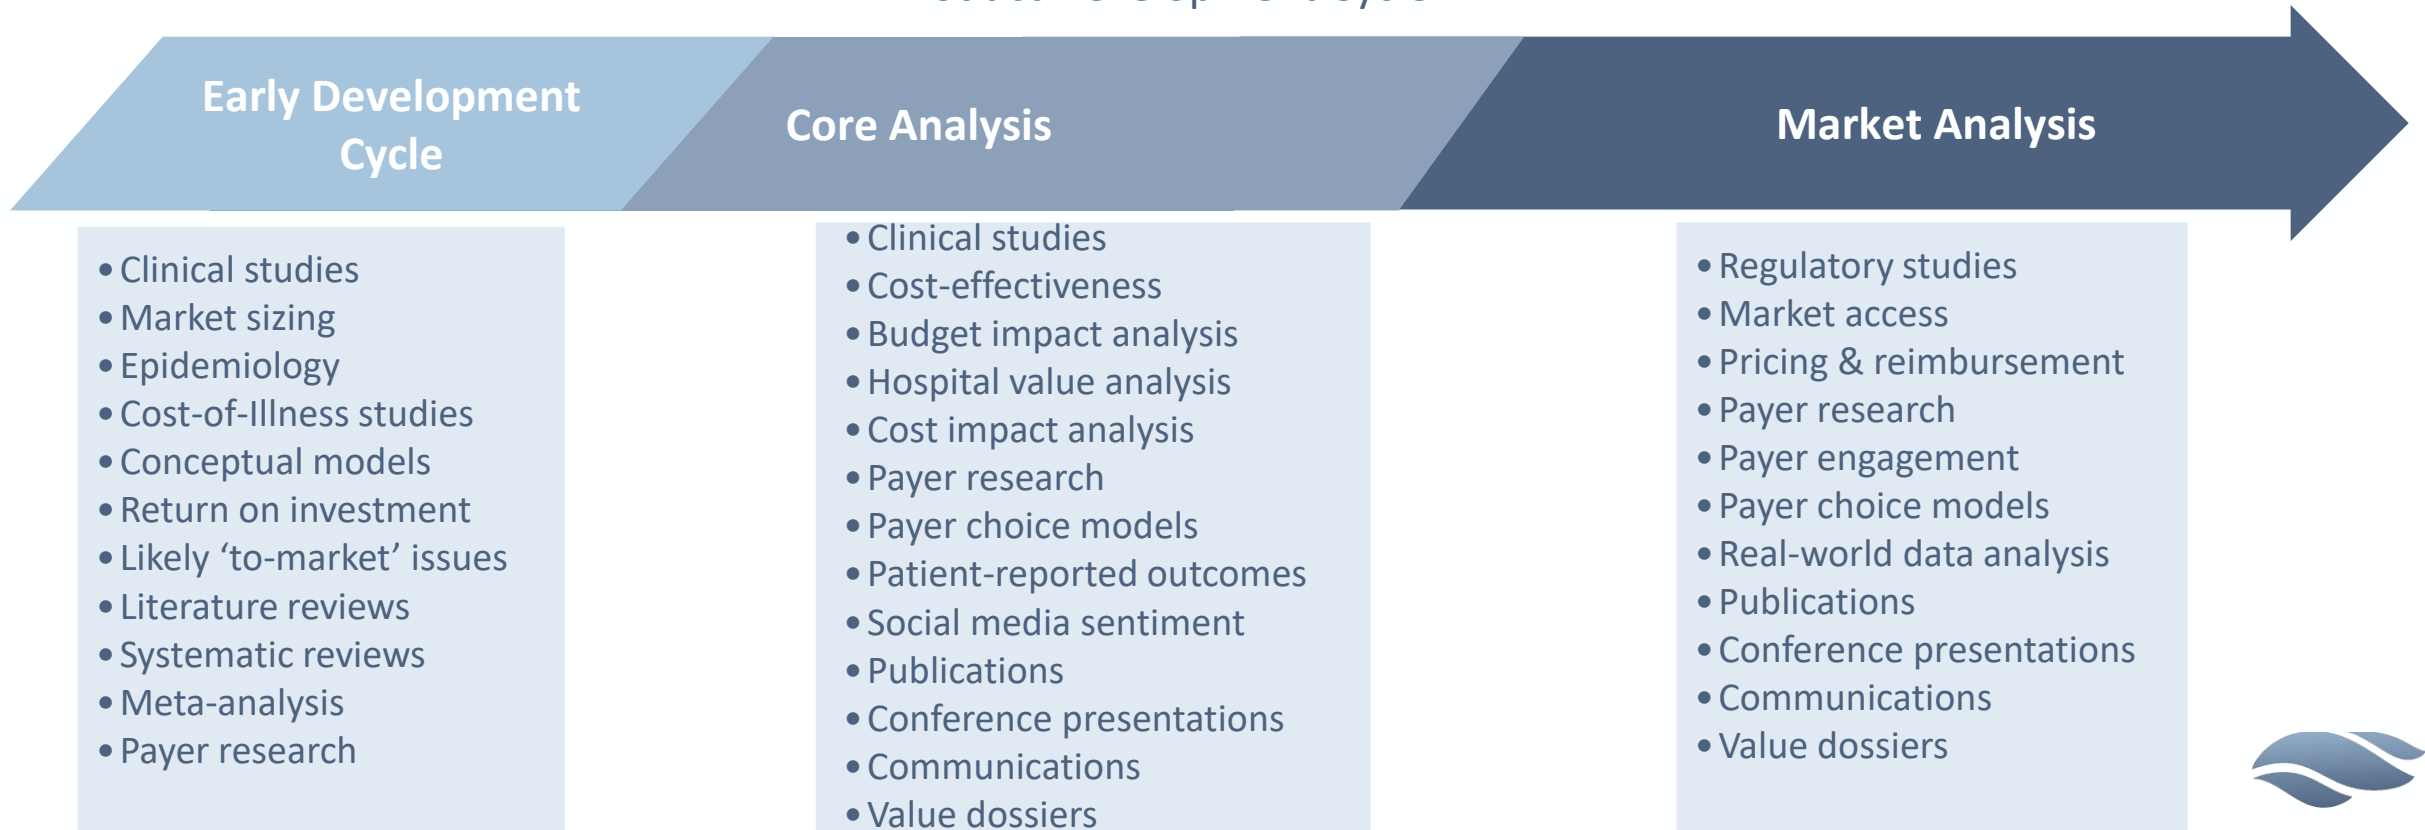 Early Development
Cycle
Core Analysis
Market Analysis
• Clinical studies
• Market sizing
• Epidemiology
• Cost-of-Illness studies
• Conceptual models
• Return on investment
• Likely ‘to-market’ issues
• Literature reviews
• Systematic reviews
• Meta-analysis
• Payer research
• Clinical studies
• Cost-effectiveness
• Budget impact analysis
• Hospital value analysis
• Cost impact analysis
• Payer research
• Payer choice models
• Patient-reported outcomes
• Social media sentiment
• Publications
• Conference presentations
• Communications
• Value dossiers
• Regulatory studies
• Market access
• Pricing & reimbursement
• Payer research
• Payer engagement
• Payer choice models
• Real-world data analysis
• Publications
• Conference presentations
• Communications
• Value dossiers